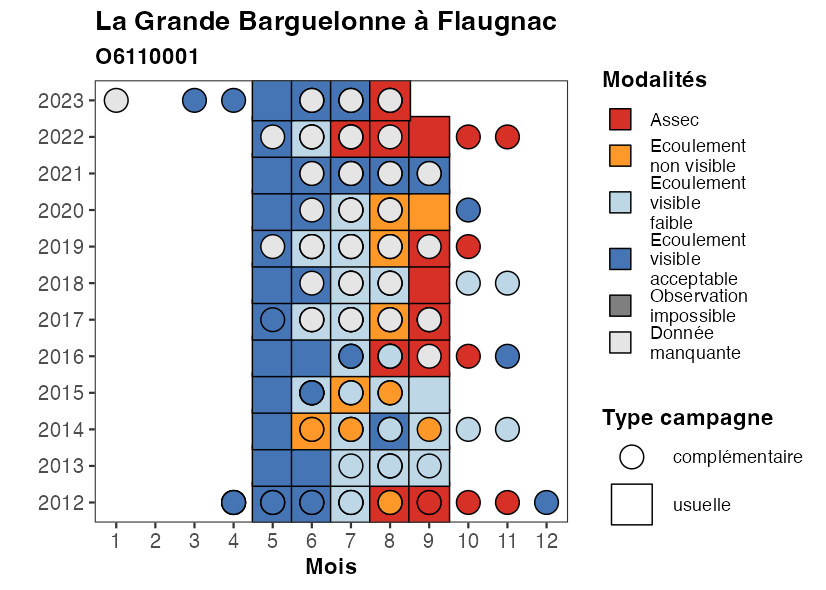 La Grande Barguelonne à Flaugnac
O6110001
2023
2022
2021
2020
2019
2018
2017
2016
2015
2014
2013
2012
1 2 3 4 5 6 7 8 9 10 11 12
Mois
Modalités
Assec
Ecoulement
non visible
Ecoulement
visible
faible
Ecoulement
visible
acceptable
Observation
impossible
Donnée
manquante
Type campagne
complémentaire
usuelle